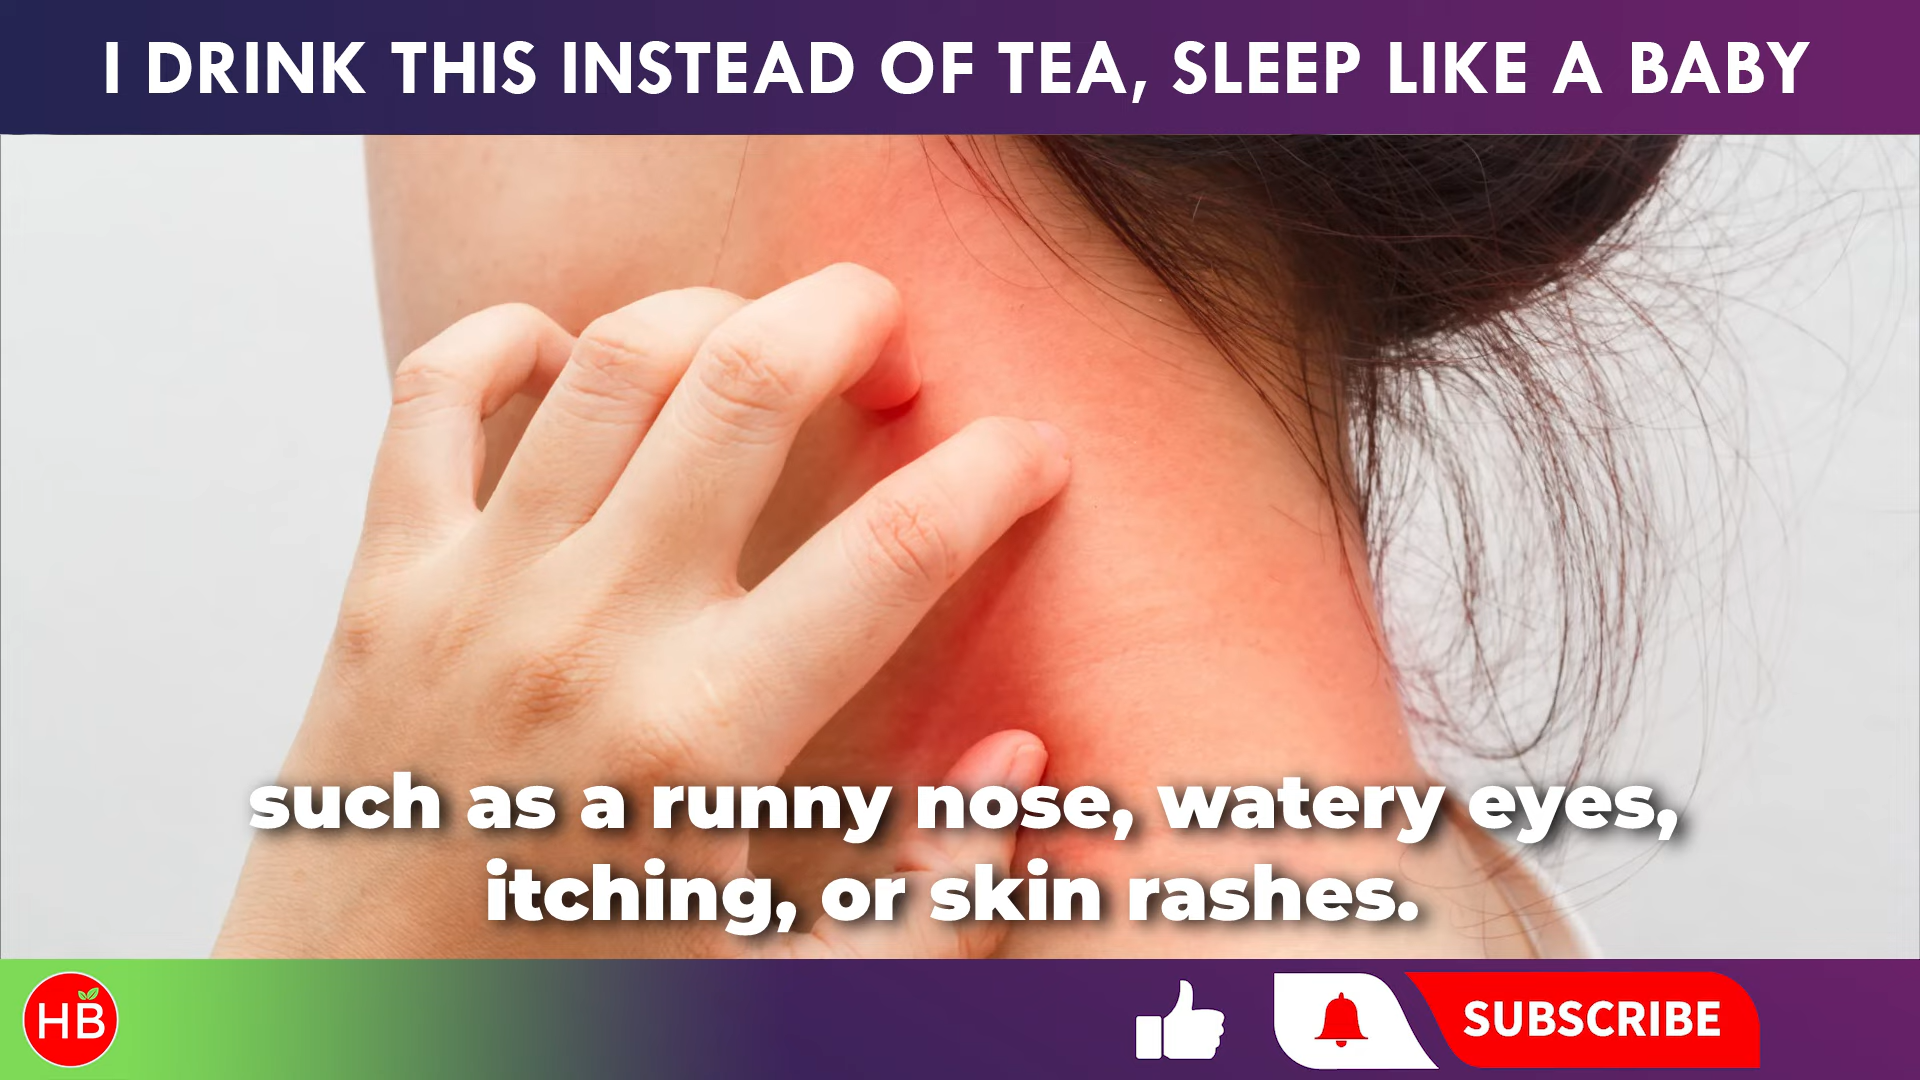 I DRINK THIS INSTEAD OF TEA, SLEEP LIKE A BABY
such as a runny nose, watery eyes,
itching, or skin rashes.
HB
SUBSCRIBE